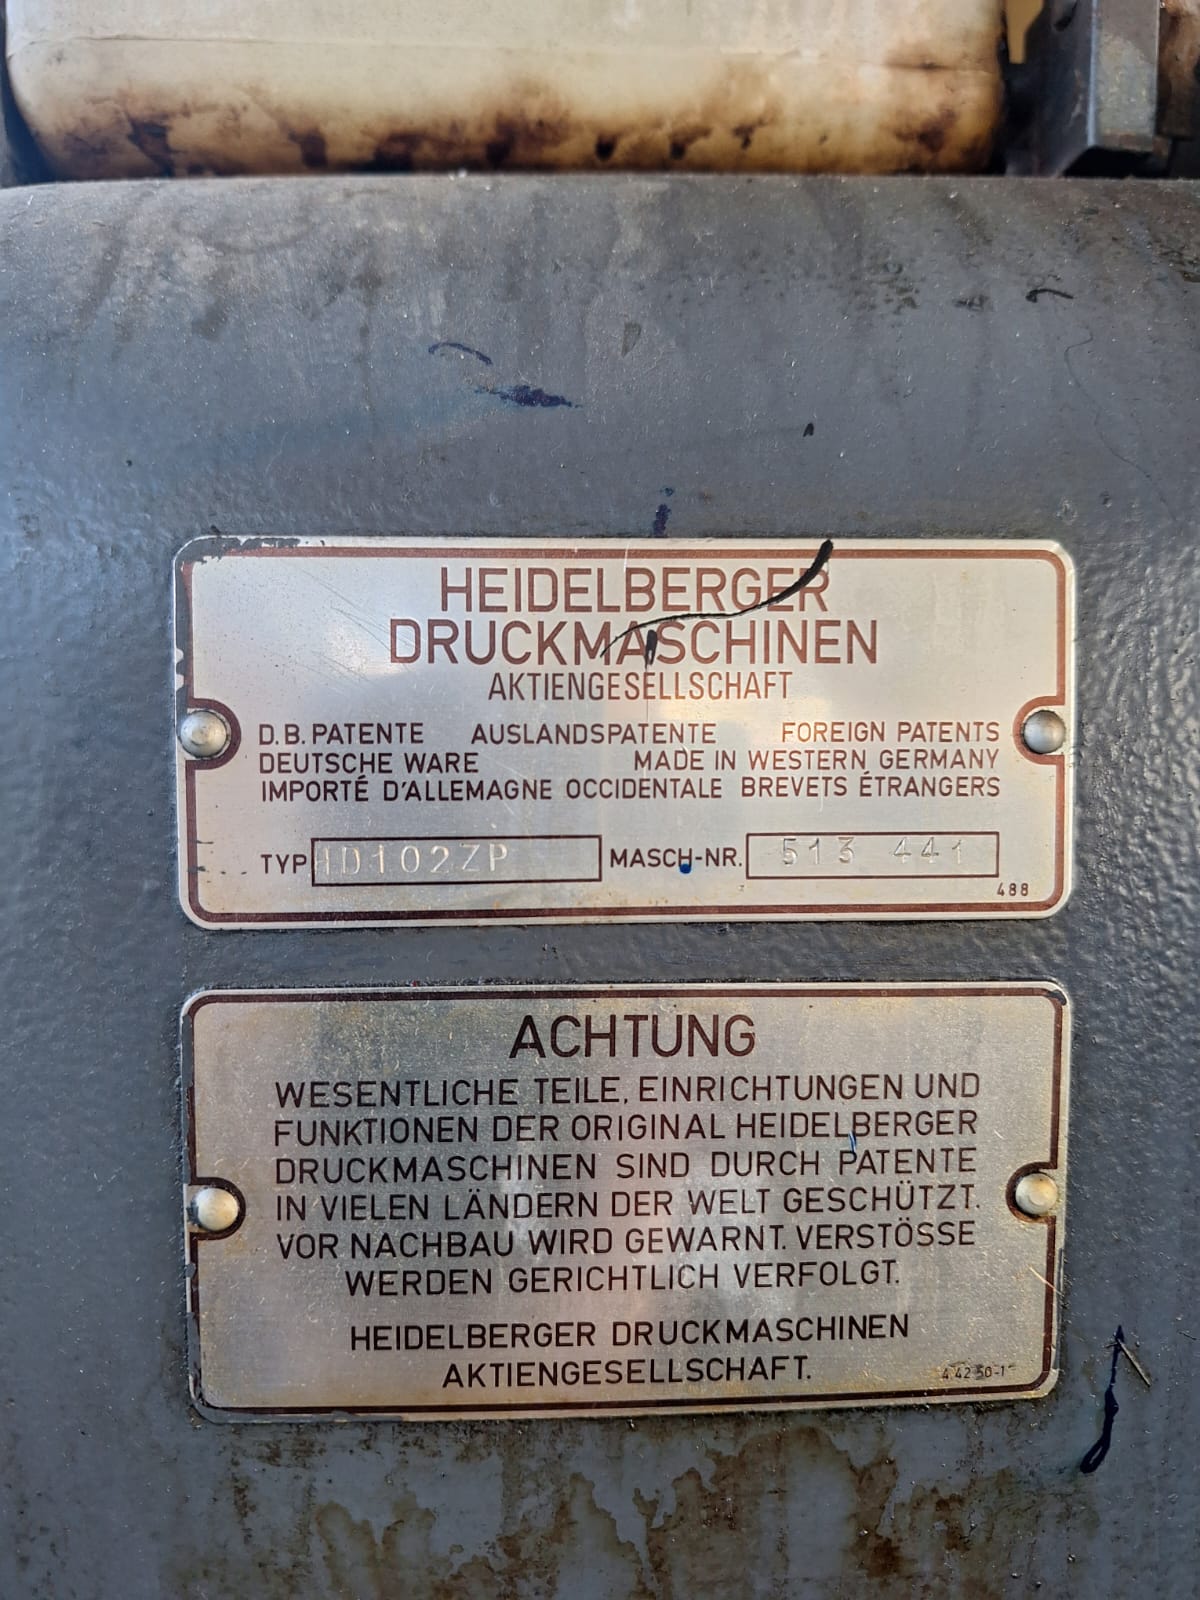 HEIDELBERGER
DRUCKMASCHINEN
AKTIENGESELLSCHAFT
D.B. PATENTE AUSLANDSPATENTE FOREIGN PATENTS
DEUTSCHE WARE MADE IN WESTERN GERMANY
IMPORTÉ D'ALLEMAGNE OCCIDENTALE BREVETS ÉTRANGERS
TYP MASCH-NR. 513 441
488
ACHTUNG
WESENTLICHE TEILE, EINRICHTUNGEN UND
FUNKTIONEN DER ORIGINAL HEIDELBERGER
DRUCKMASCHINEN SIND DURCH PATENTE
IN VIELEN LÄNDERN DER WELT GESCHÜTZT.
VOR NACHBAU WIRD GEWARNT. VERSTÖSSE
WERDEN GERICHTLICH VERFOLGT.
HEIDELBERGER DRUCKMASCHINEN
AKTIENGESELLSCHAFT.